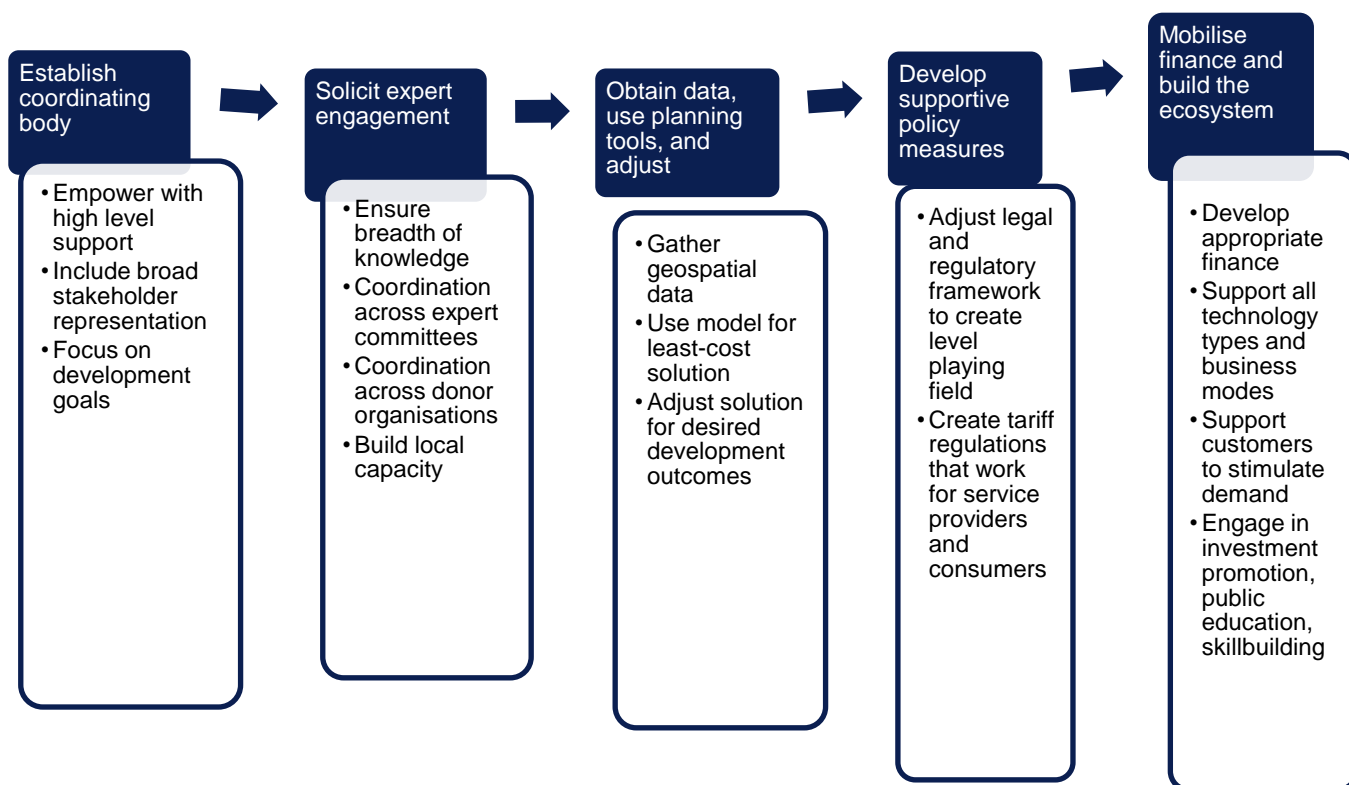 Establish
coordinating
body
• Empower with
high level
support
• Include broad
stakeholder
representation
• Focus on
development
goals
Solicit expert
engagement
• Ensure
breadth of
knowledge
• Coordination
across expert
committees
• Coordination
across donor
organisations
• Build local
capacity
Obtain data,
use planning
tools, and
adjust
• Gather
geospatial
data
• Use model for
least-cost
solution
• Adjust solution
for desired
development
outcomes
Develop
supportive
policy
measures
• Adjust legal
and
regulatory
framework
to create
level
playing
field
• Create tariff
regulations
that work
for service
providers
and
consumers
Mobilise
finance and
build the
ecosystem
• Develop
appropriate
finance
• Support all
technology
types and
business
modes
• Support
customers
to stimulate
demand
• Engage in
investment
promotion,
public
education,
skillbuilding